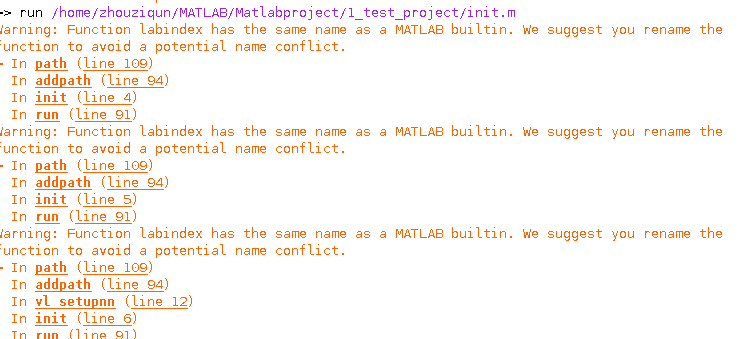 -> run /home/zhouziqun/MATLAB/Matlabproject/1_test_project/init.m
Warning: Function labindex has the same name as a MATLAB builtin. We suggest you rename the
function to avoid a potential name conflict.
In path (line 109)
In addpath (line 94)
In init (line 4)
In run (line 91)
Warning: Function labindex has the same name as a MATLAB builtin. We suggest you rename the
function to avoid a potential name conflict.
In path (line 109)
In addpath (line 94)
In init (line 5)
In run (line 91)
Warning: Function labindex has the same name as a MATLAB builtin. We suggest you rename the
function to avoid a potential name conflict.
In path (line 109)
In addpath (line 94)
In vl_setupnn (line 12)
In init (line 6)
In run (line 91)